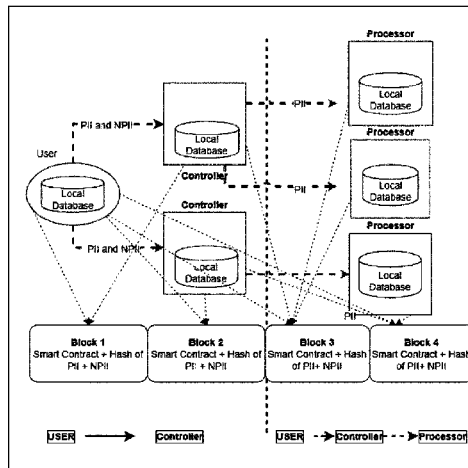 Processor
PII
Local
Database
PII and NPII
Local
Database
Processor
User
Controller
Local
Database
PII
Local
Database
Controller
Processor
PII and NPII
Local
Database
Local
Database
PII
Block 1
Smart Contract + Hash of
PII + NPII
Block 2
Smart Contract + Hash of
PII + NPII
Block 3
Smart Contract + Hash
of PII+ NPII
Block 4
Smart Contract + Hash
of PII+ NPII
USER
Controller
USER
Controller
Processor